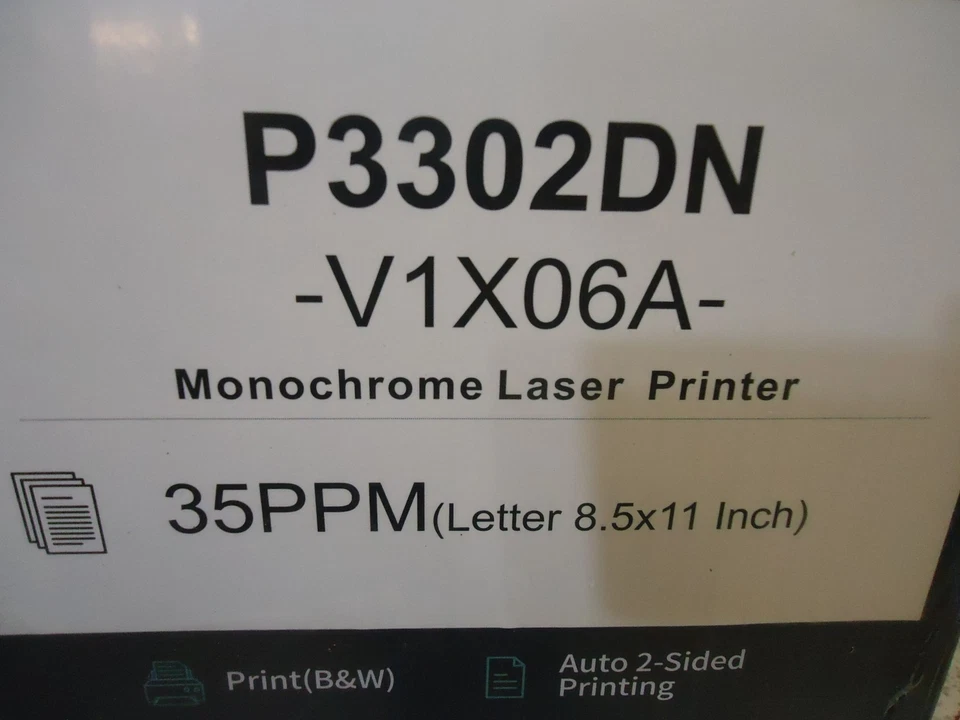 P3302DN
-V1X06A-
Monochrome Laser Printer
35PPM(Letter 8.5x11 Inch)
Print(B&W)
Auto 2-Sided
Printing